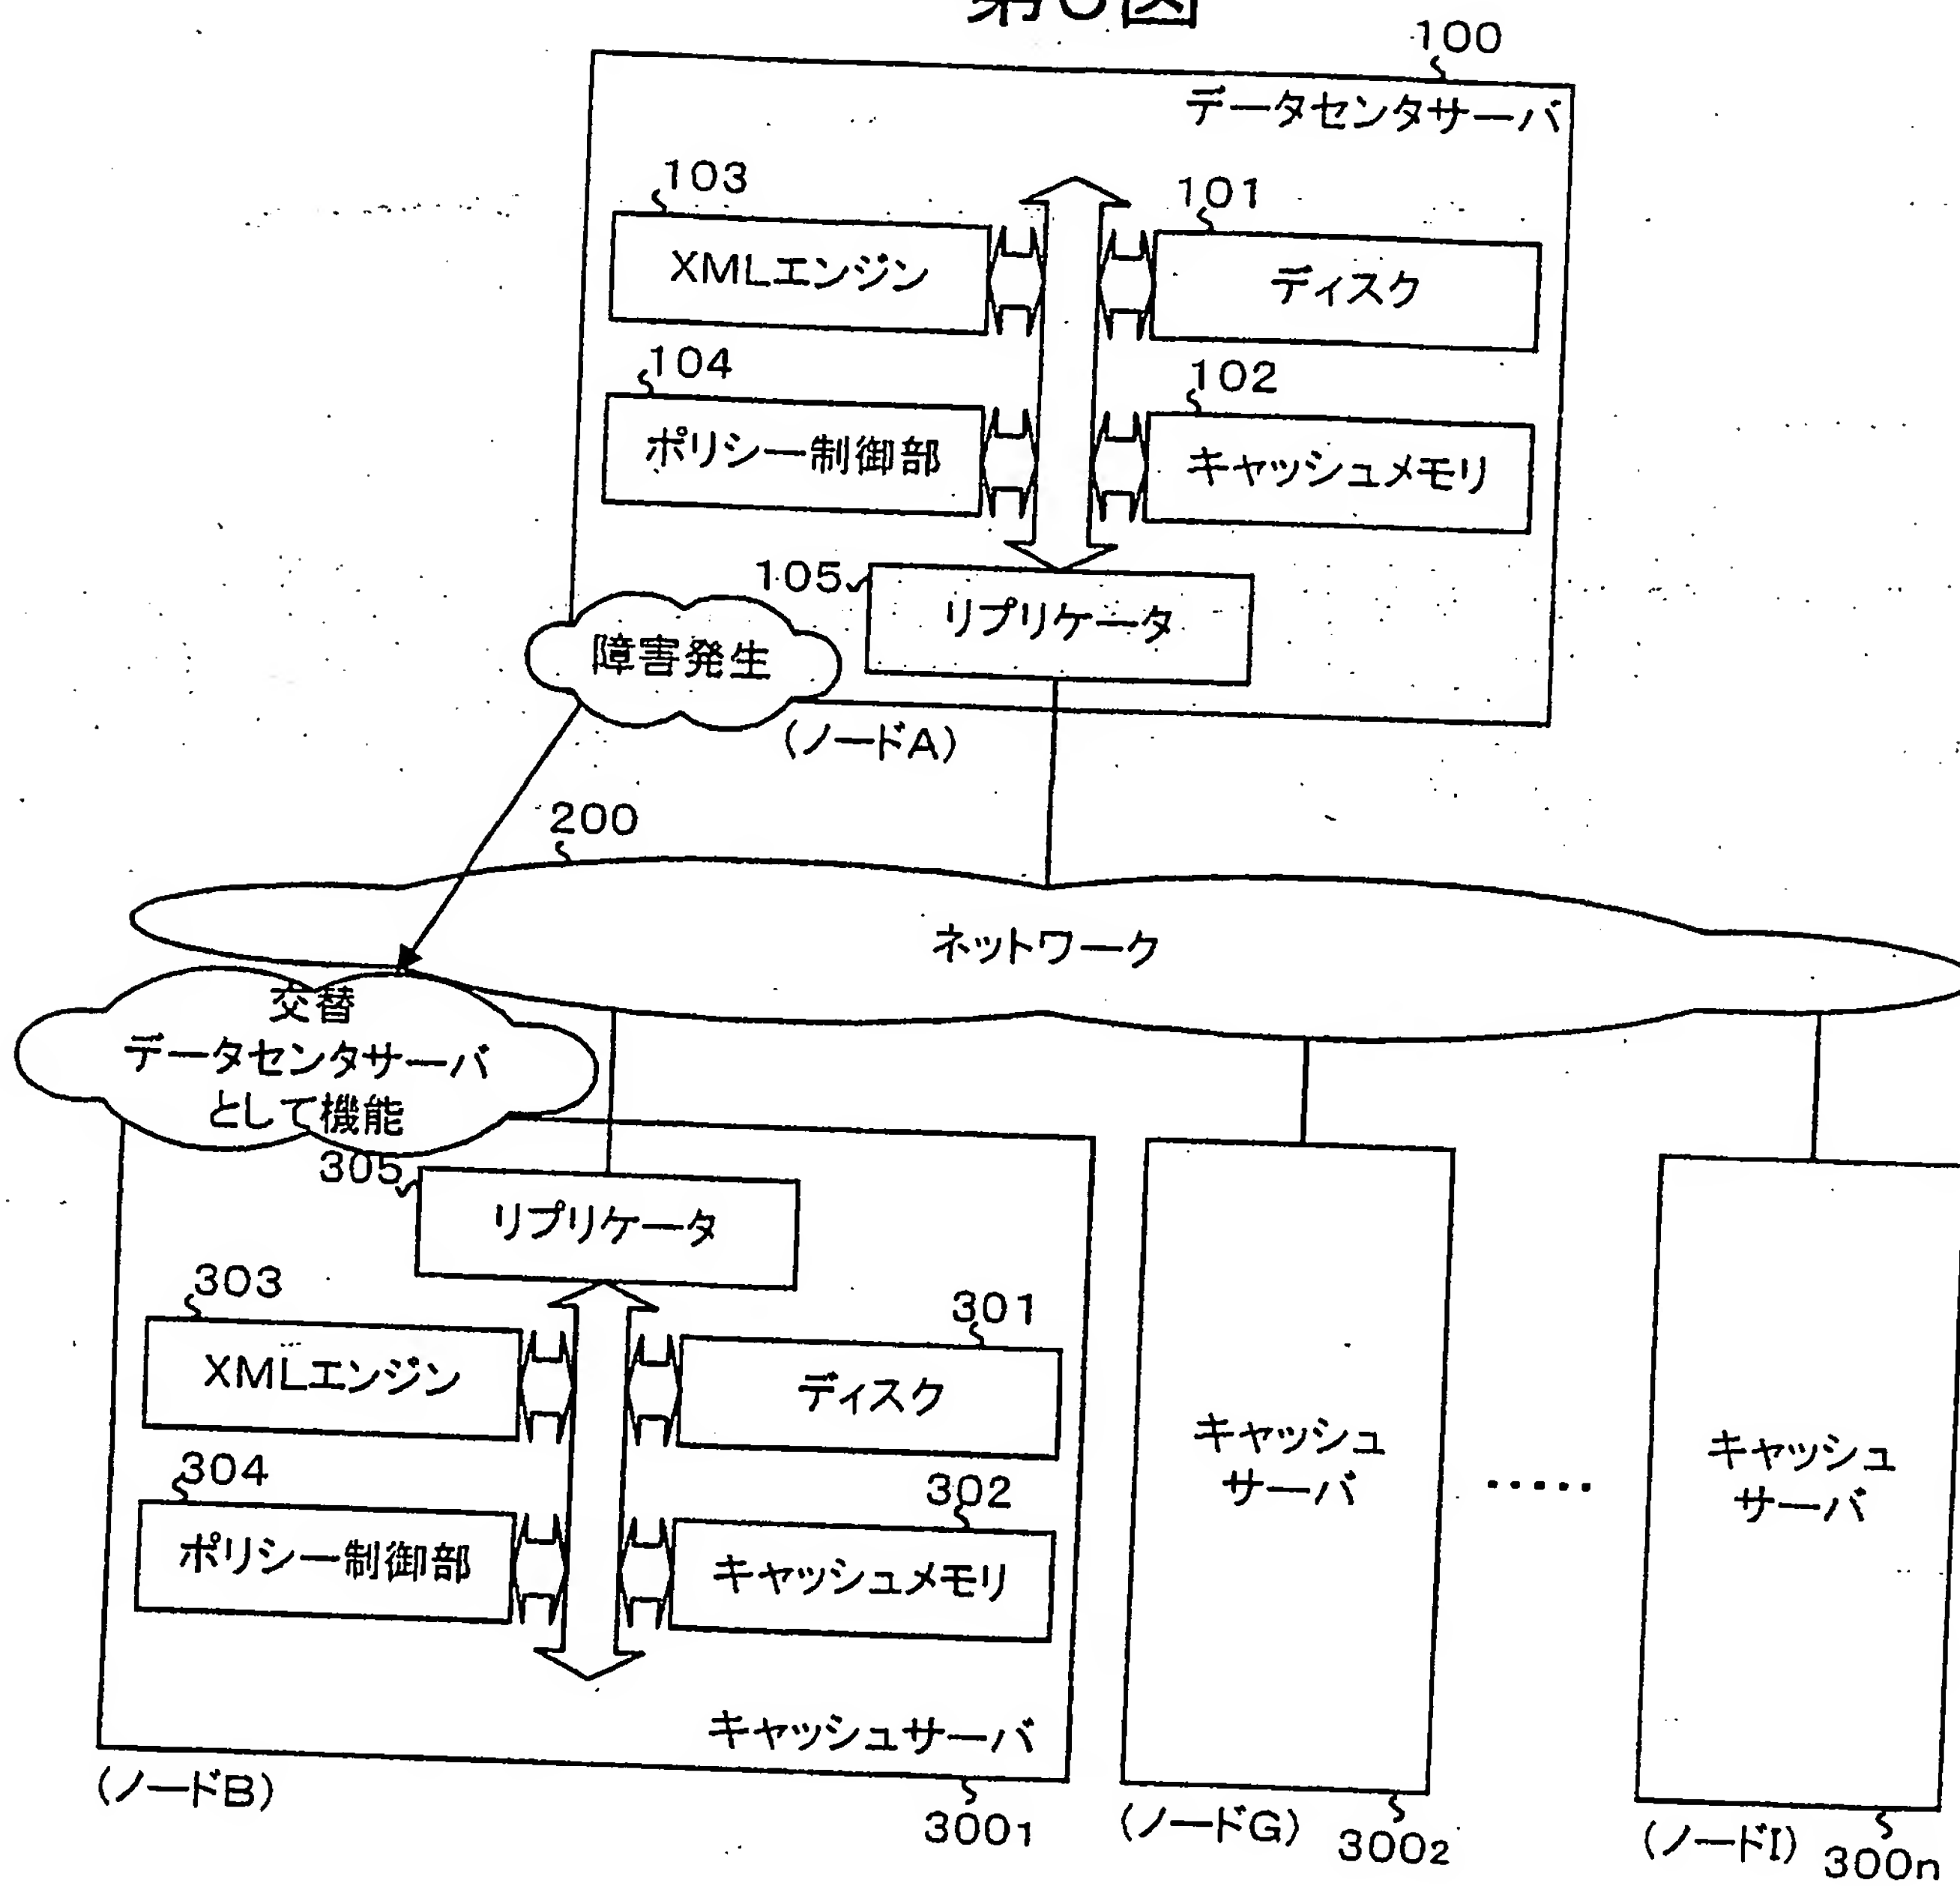 100
データセンタサーバ
103
101
XMLエンジン
ディスク
104
102
ポリシー制御部
キャッシュメモリ
105
リプリケータ
障害発生
(ノードA)
200
ネットワーク
交替
データセンタサーバ
として機能
305
リプリケータ
303
301
XMLエンジン
ディスク
304
302
ポリシー制御部
キャッシュメモリ
キャッシュサーバ
(ノードB)
3001
キャッシュ
サーバ
(ノードG)
3002
.....
キャッシュ
サーバ
(ノードI)
300n